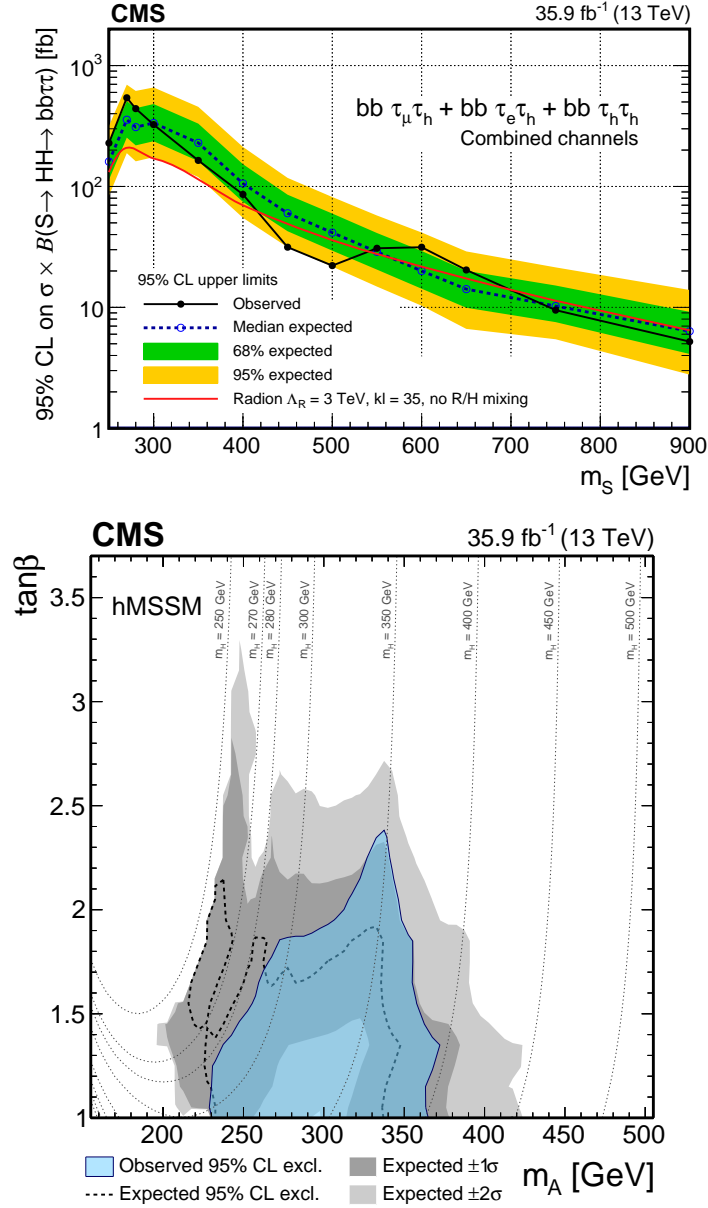 CMS 35.9 fb⁻¹ (13 TeV)
95% CL on σ × B(S→ HH→ bbττ) [fb]
10³
10²
10
1
bb τ_μτ_h + bb τ_eτ_h + bb τ_hτ_h
Combined channels
95% CL upper limits
Observed
Median expected
68% expected
95% expected
Radion Λ_R = 3 TeV, kl = 35, no R/H mixing
300 400 500 600 700 800 900
m_S [GeV]
CMS 35.9 fb⁻¹ (13 TeV)
tanβ
hMSSM
m_H = 250 GeV
m_H = 270 GeV
m_H = 280 GeV
m_H = 300 GeV
m_H = 350 GeV
m_H = 400 GeV
m_H = 450 GeV
m_H = 500 GeV
3.5
3
2.5
2
1.5
1
200 250 300 350 400 450 500
m_A [GeV]
Observed 95% CL excl.
Expected 95% CL excl.
Expected ±1σ
Expected ±2σ